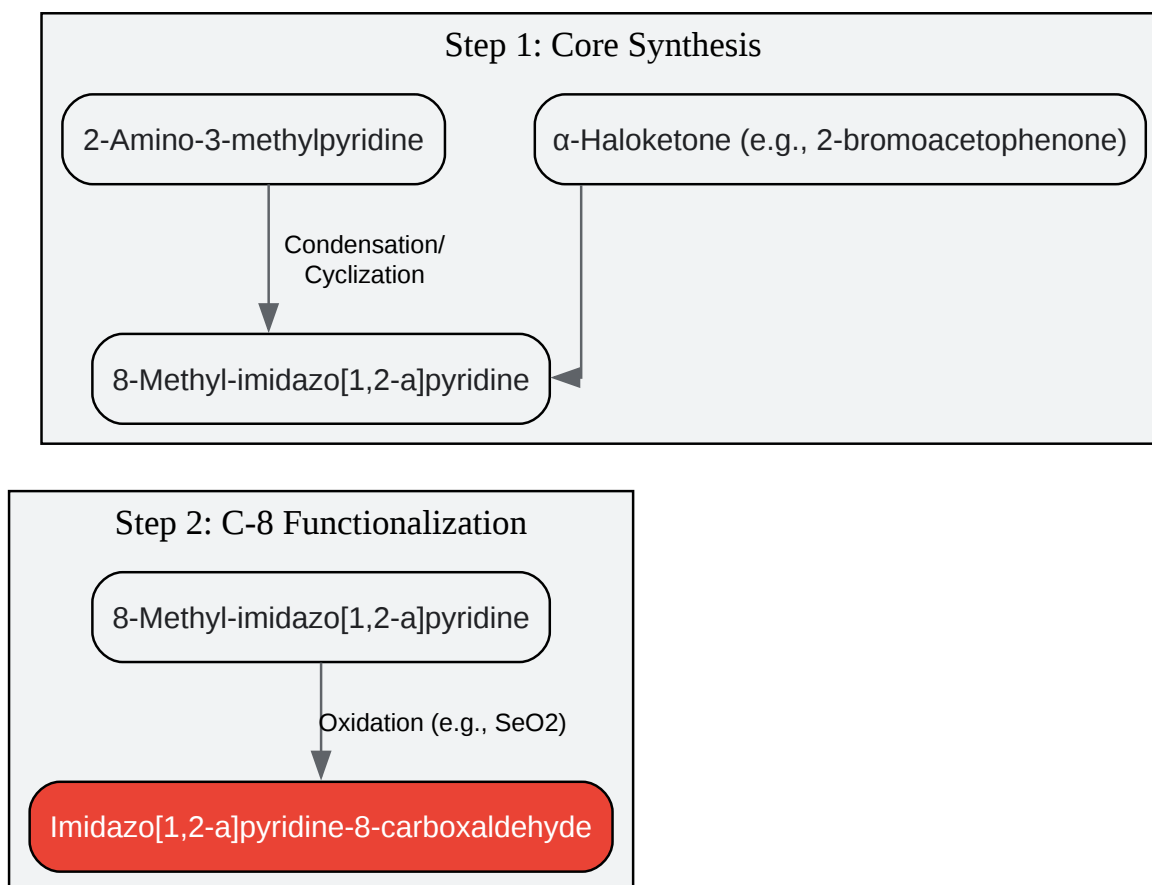 Step 1: Core Synthesis
2-Amino-3-methylpyridine
α-Haloketone (e.g., 2-bromoacetophenone)
Condensation/
Cyclization
8-Methyl-imidazo[1,2-a]pyridine
Step 2: C-8 Functionalization
8-Methyl-imidazo[1,2-a]pyridine
Oxidation (e.g., SeO2)
Imidazo[1,2-a]pyridine-8-carboxaldehyde